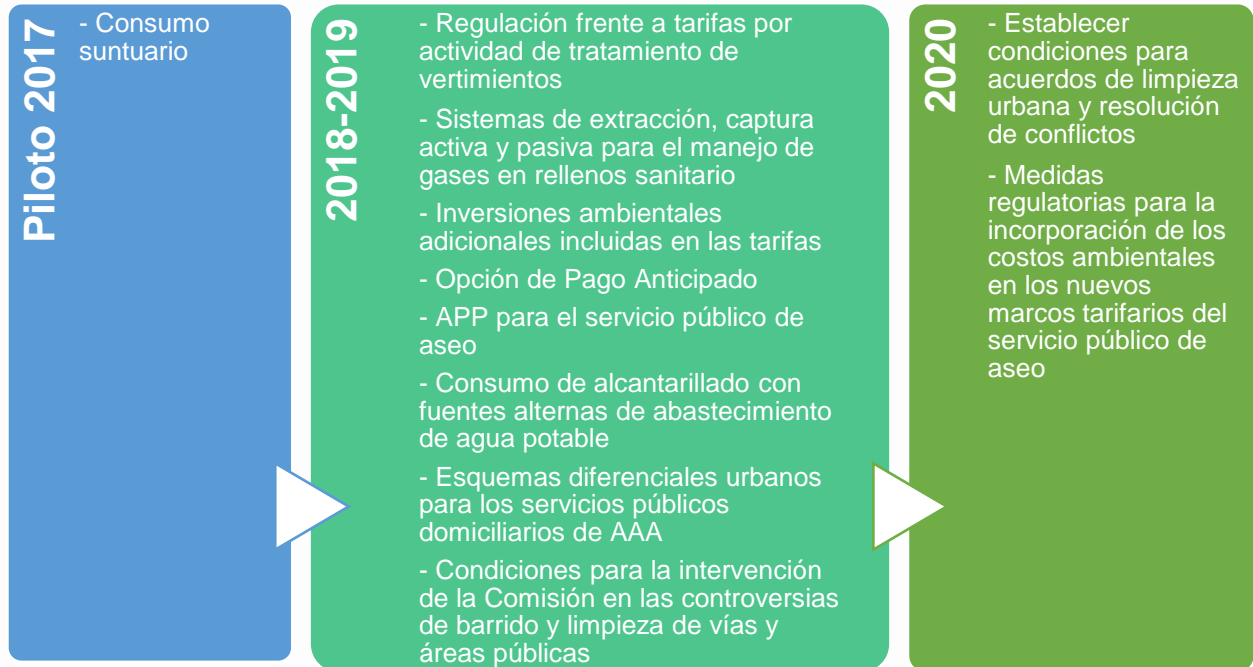 Piloto 2017
- Consumo
suntuario
2018-2019
- Regulación frente a tarifas por
actividad de tratamiento de
vertimientos
- Sistemas de extracción, captura
activa y pasiva para el manejo de
gases en rellenos sanitario
- Inversiones ambientales
adicionales incluidas en las tarifas
- Opción de Pago Anticipado
- APP para el servicio público de
aseo
- Consumo de alcantarillado con
fuentes alternas de abastecimiento
de agua potable
- Esquemas diferenciales urbanos
para los servicios públicos
domiciliarios de AAA
- Condiciones para la intervención
de la Comisión en las controversias
de barrido y limpieza de vías y
áreas públicas
2020
- Establecer
condiciones para
acuerdos de limpieza
urbana y resolución
de conflictos
- Medidas
regulatorias para la
incorporación de los
costos ambientales
en los nuevos
marcos tarifarios del
servicio público de
aseo